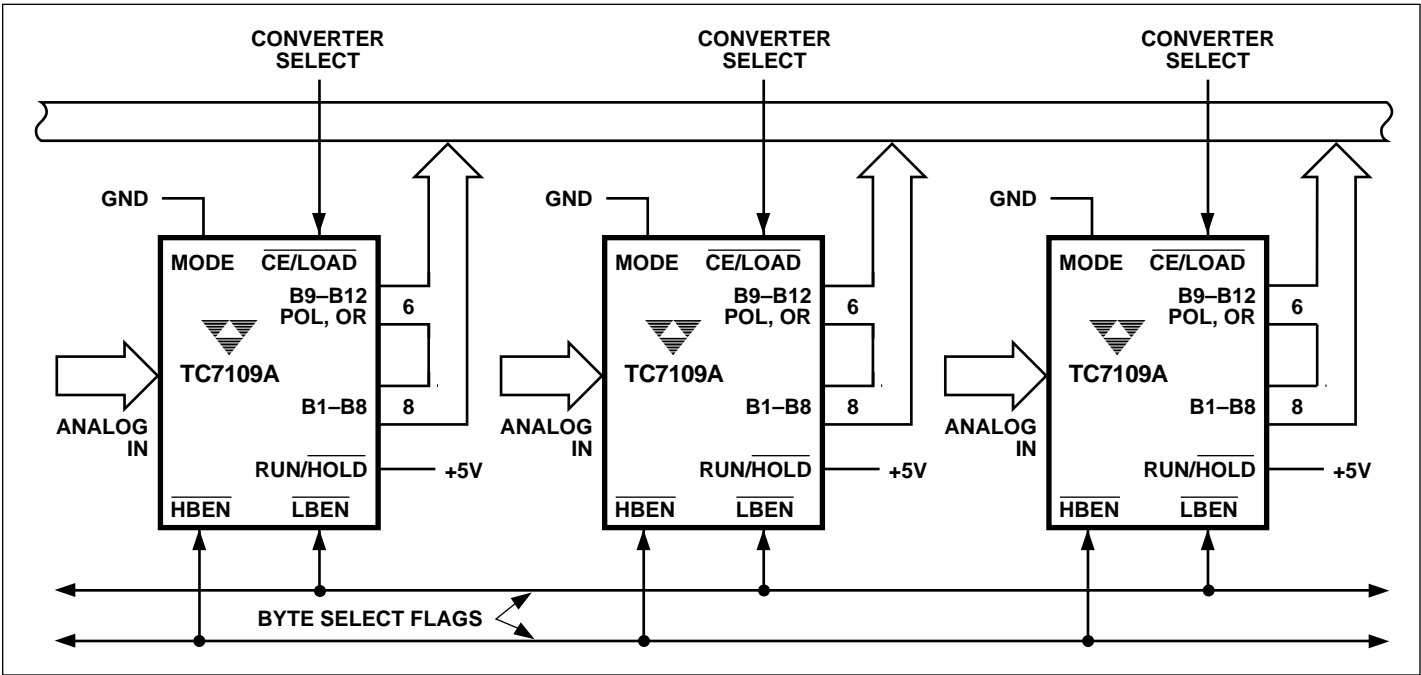 CONVERTER
SELECT
CONVERTER
SELECT
CONVERTER
SELECT
GND
MODE
CE/LOAD
B9–B12
POL, OR
6
TC7109A
ANALOG
IN
B1–B8
8
RUN/HOLD
+5V
HBEN
LBEN
GND
MODE
CE/LOAD
B9–B12
POL, OR
6
TC7109A
ANALOG
IN
B1–B8
8
RUN/HOLD
+5V
HBEN
LBEN
GND
MODE
CE/LOAD
B9–B12
POL, OR
6
TC7109A
ANALOG
IN
B1–B8
8
RUN/HOLD
+5V
HBEN
LBEN
BYTE SELECT FLAGS